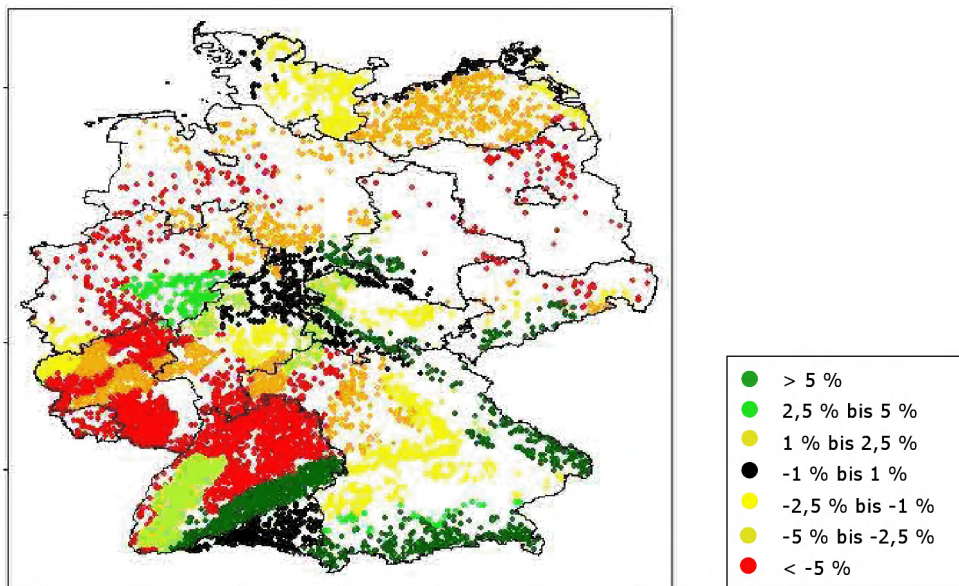 > 5 %
2,5 % bis 5 %
1 % bis 2,5 %
-1 % bis 1 %
-2,5 % bis -1 %
-5 % bis -2,5 %
< -5 %